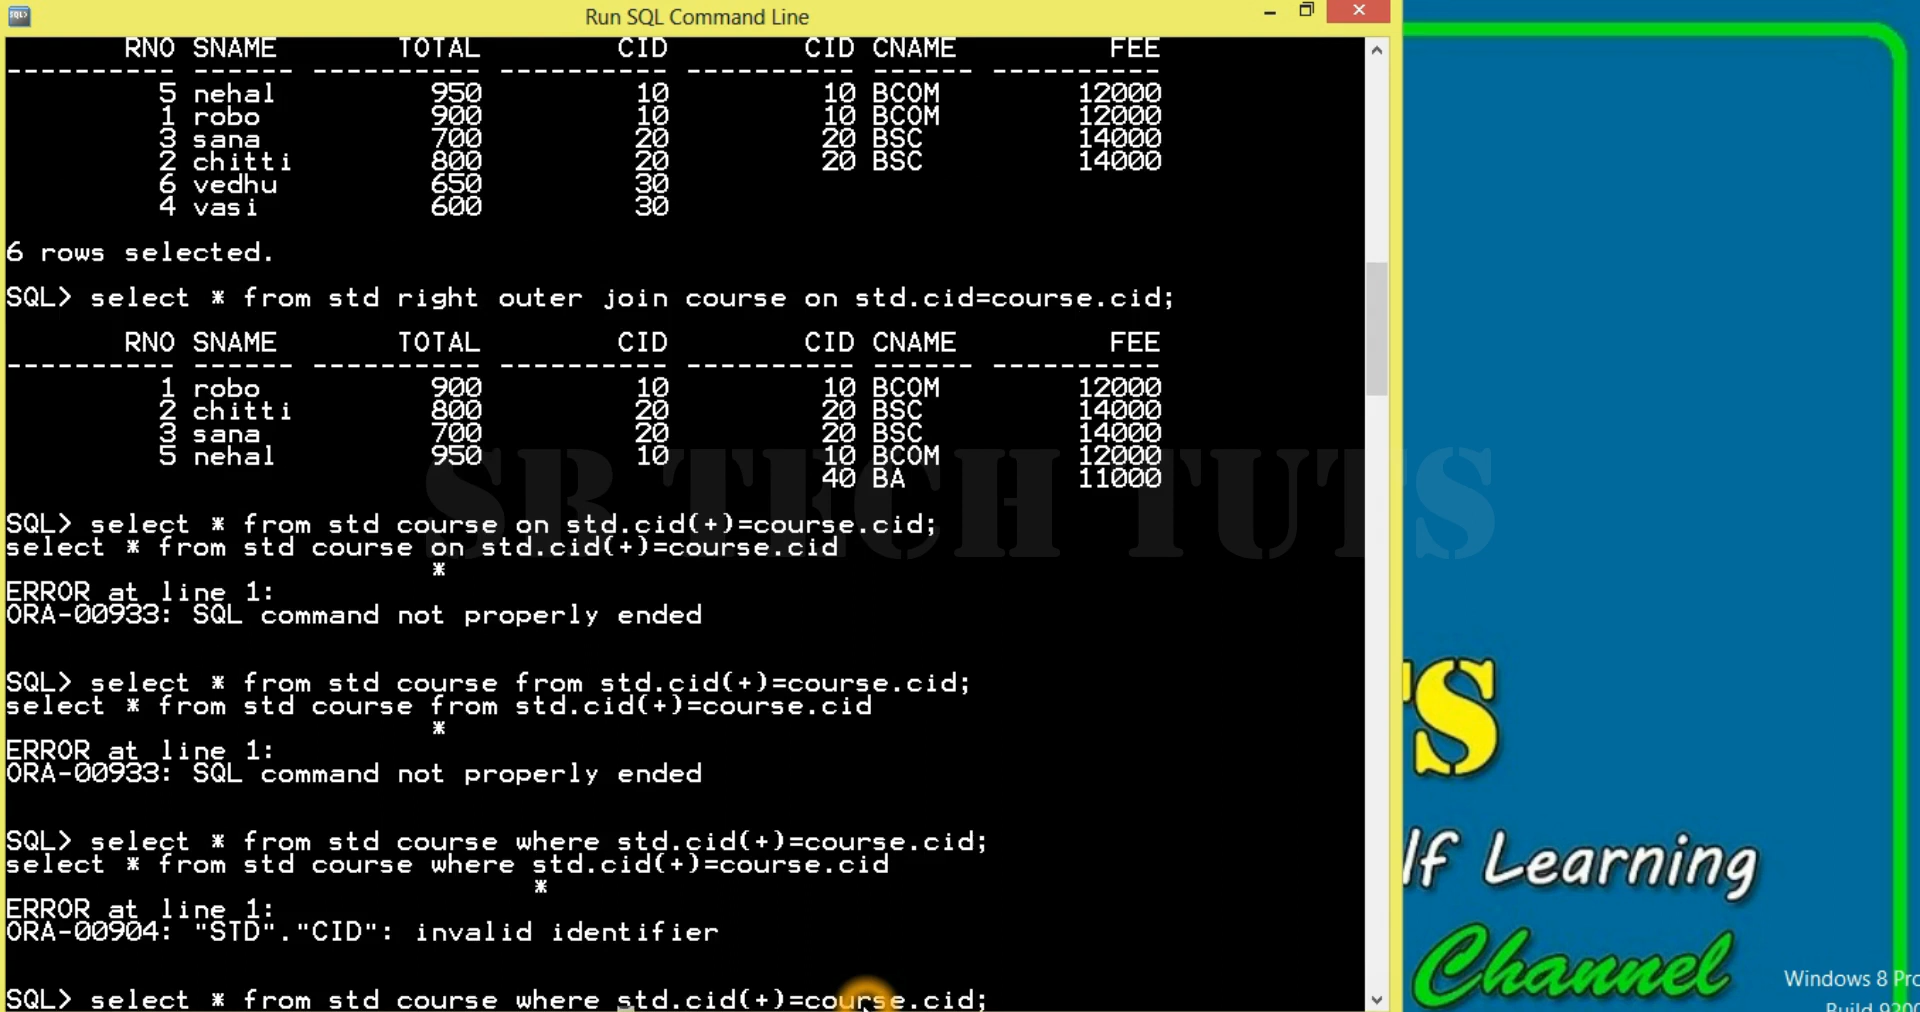 Run SQL Command Line
RNO SNAME TOTAL CID CID CNAME FEE
---------- ------ ---------- ---------- ---------- ------ ----------
5 nehal 950 10 10 BCOM 12000
1 robo 900 10 10 BCOM 12000
3 sana 700 20 20 BSC 14000
2 chitti 800 20 20 BSC 14000
6 vedhu 650 30
4 vasi 600 30
6 rows selected.
SQL> select * from std right outer join course on std.cid=course.cid;
RNO SNAME TOTAL CID CID CNAME FEE
---------- ------ ---------- ---------- ---------- ------ ----------
1 robo 900 10 10 BCOM 12000
2 chitti 800 20 20 BSC 14000
3 sana 700 20 20 BSC 14000
5 nehal 950 10 10 BCOM 12000
40 BA 11000
SR TECH TUTS
SQL> select * from std course on std.cid(+)=course.cid;
select * from std course on std.cid(+)=course.cid
*
ERROR at line 1:
ORA-00933: SQL command not properly ended
SQL> select * from std course from std.cid(+)=course.cid;
select * from std course from std.cid(+)=course.cid
*
ERROR at line 1:
ORA-00933: SQL command not properly ended
SQL> select * from std course where std.cid(+)=course.cid;
select * from std course where std.cid(+)=course.cid
*
ERROR at line 1:
ORA-00904: "STD"."CID": invalid identifier
SQL> select * from std course where std.cid(+)=course.cid;
S
lf Learning
Channel
Windows 8 Pro